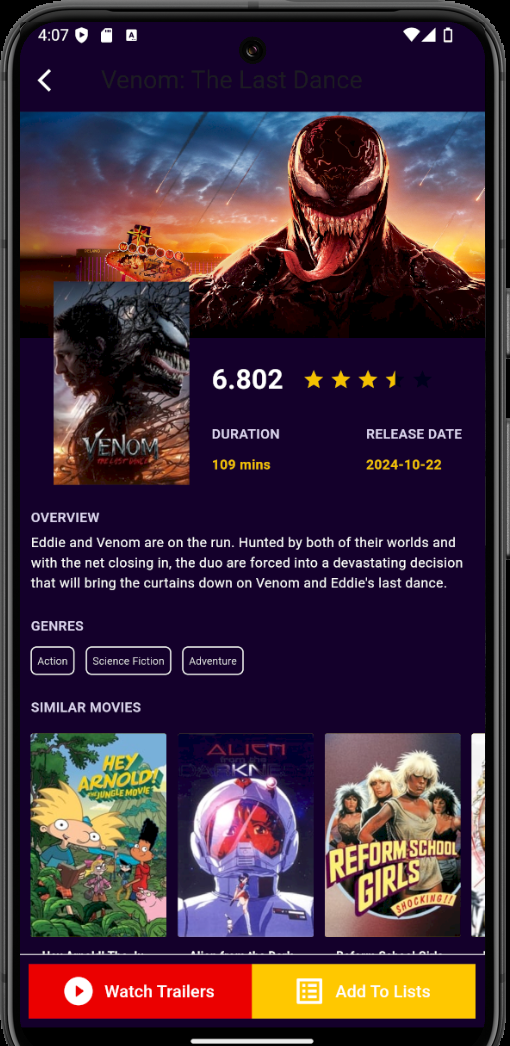 4:07
Venom: The Last Dance
VEGAS
VENOM
THE LAST DANCE
6.802
DURATION
RELEASE DATE
109 mins
2024-10-22
OVERVIEW
Eddie and Venom are on the run. Hunted by both of their worlds and
with the net closing in, the duo are forced into a devastating decision
that will bring the curtains down on Venom and Eddie's last dance.
GENRES
Action
Science Fiction
Adventure
SIMILAR MOVIES
HEY
ARNOLD!
THE JUNGLE MOVIE
ALIEN
from the
DARKNE
REFORM SCHOOL
GIRLS
SHOCKING!!
Watch Trailers
Add To Lists